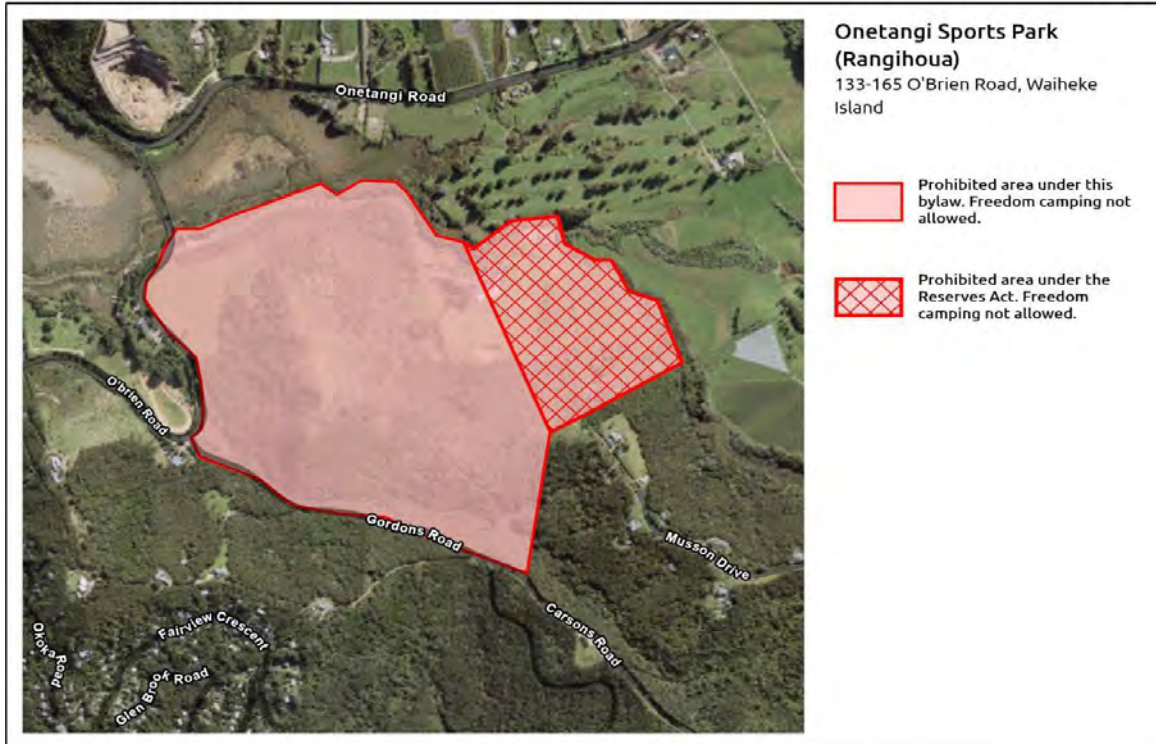 Onetangi Sports Park
(Rangihoua)
133-165 O'Brien Road, Waiheke
Island
Prohibited area under this
bylaw. Freedom camping not
allowed.
Prohibited area under the
Reserves Act. Freedom
camping not allowed.
Onetangi Road
O'brien Road
Gordons Road
Musson Drive
Carsons Road
Fairview Crescent
Okoka Road
Glen Brook Road